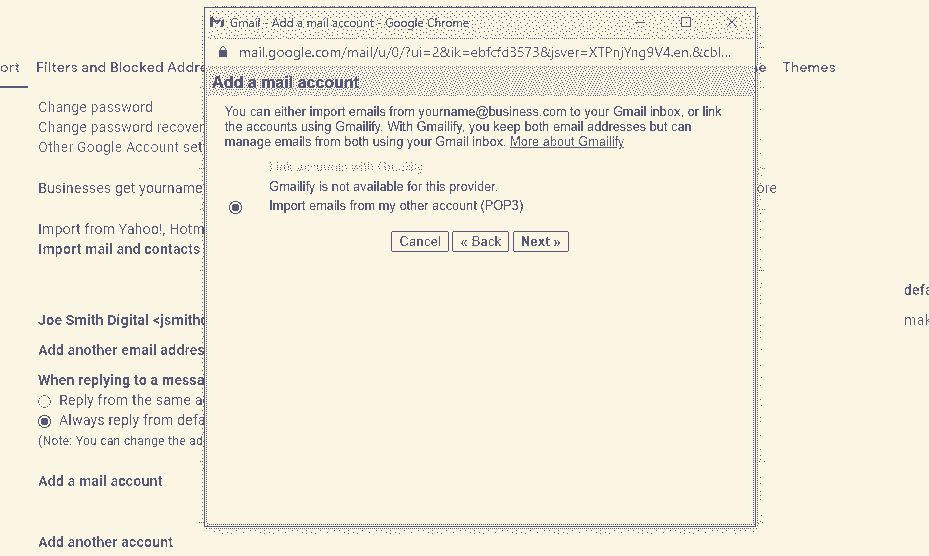 Gmail - Add a mail account - Google Chrome
mail.google.com/mail/u/0/?ui=2&ik=ebfcfd3573&jsver=XTPnjYng9V4.en.&cbl...
ort Filters and Blocked Addre
e Themes
Add a mail account
You can either import emails from yourname@business.com to your Gmail inbox, or link
the accounts using Gmailify. With Gmailify, you keep both email addresses but can
manage emails from both using your Gmail inbox. More about Gmailify
Link accounts with Gmailify
Gmailify is not available for this provider.
Import emails from my other account (POP3)
Cancel
« Back
Next »
Change password
Change password recover
Other Google Account set
Businesses get yourname
ore
Import from Yahoo!, Hotm
Import mail and contacts
defa
Joe Smith Digital <jsmithd
mak
Add another email addres
When replying to a messa
Reply from the same a
Always reply from defa
(Note: You can change the ad
Add a mail account
Add another account